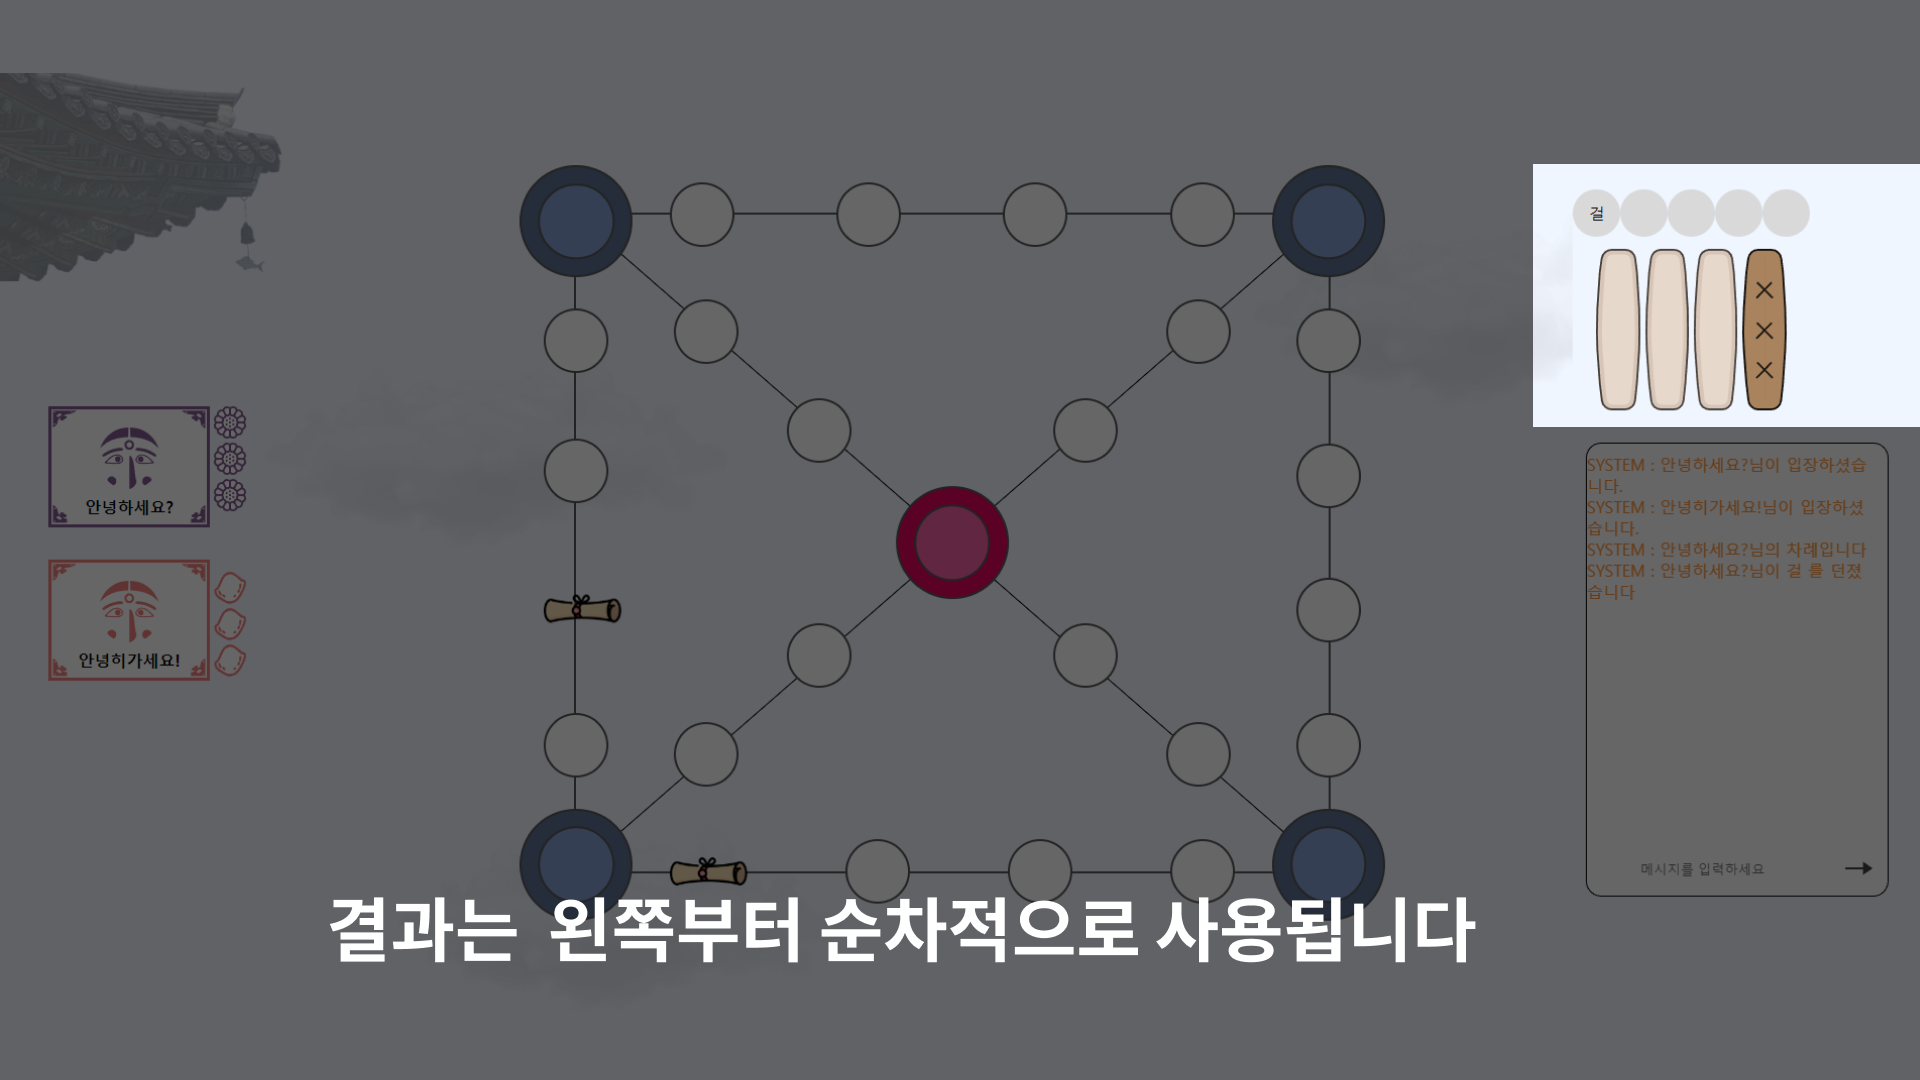 걸
안녕하세요?
안녕히가세요!
SYSTEM : 안녕하세요?님이 입장하셨습
니다.
SYSTEM : 안녕히가세요!님이 입장하셨
습니다.
SYSTEM : 안녕하세요?님의 차례입니다
SYSTEM : 안녕하세요?님이 걸 를 던졌
습니다
메시지를 입력하세요
결과는 왼쪽부터 순차적으로 사용됩니다